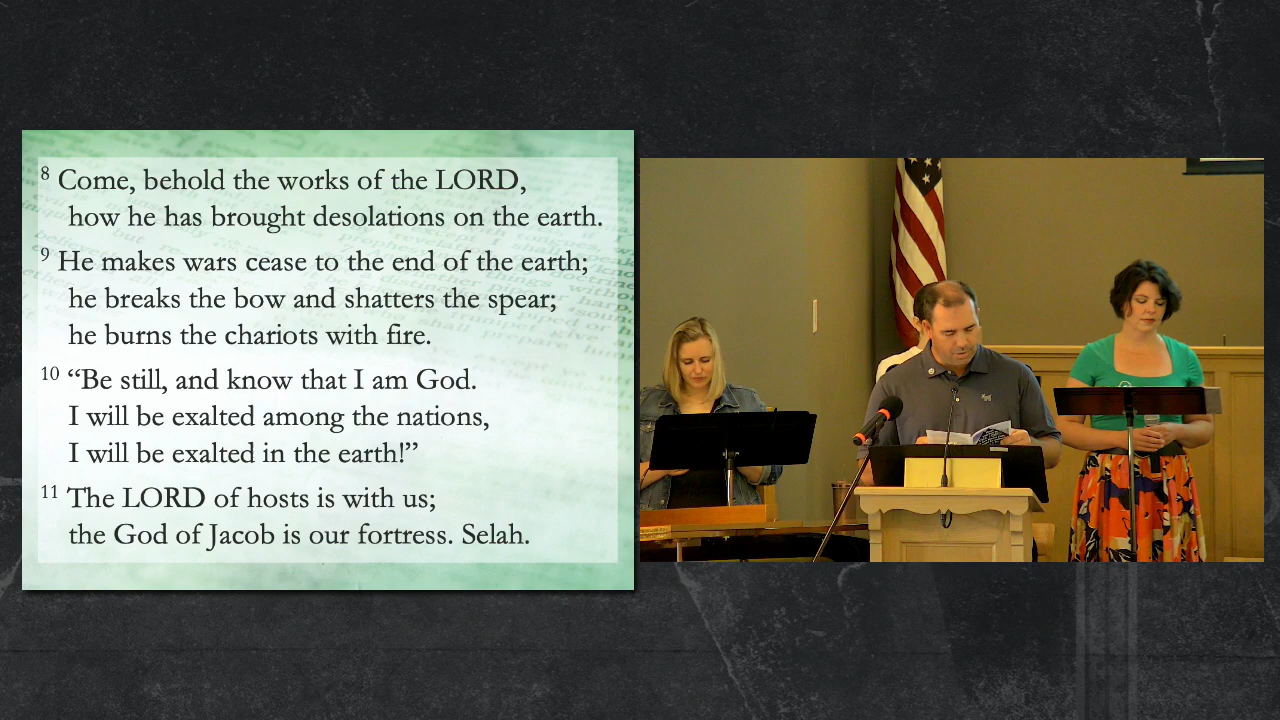 8 Come, behold the works of the LORD,
how he has brought desolations on the earth.
9 He makes wars cease to the end of the earth;
he breaks the bow and shatters the spear;
he burns the chariots with fire.
10 “Be still, and know that I am God.
I will be exalted among the nations,
I will be exalted in the earth!”
11 The LORD of hosts is with us;
the God of Jacob is our fortress. Selah.